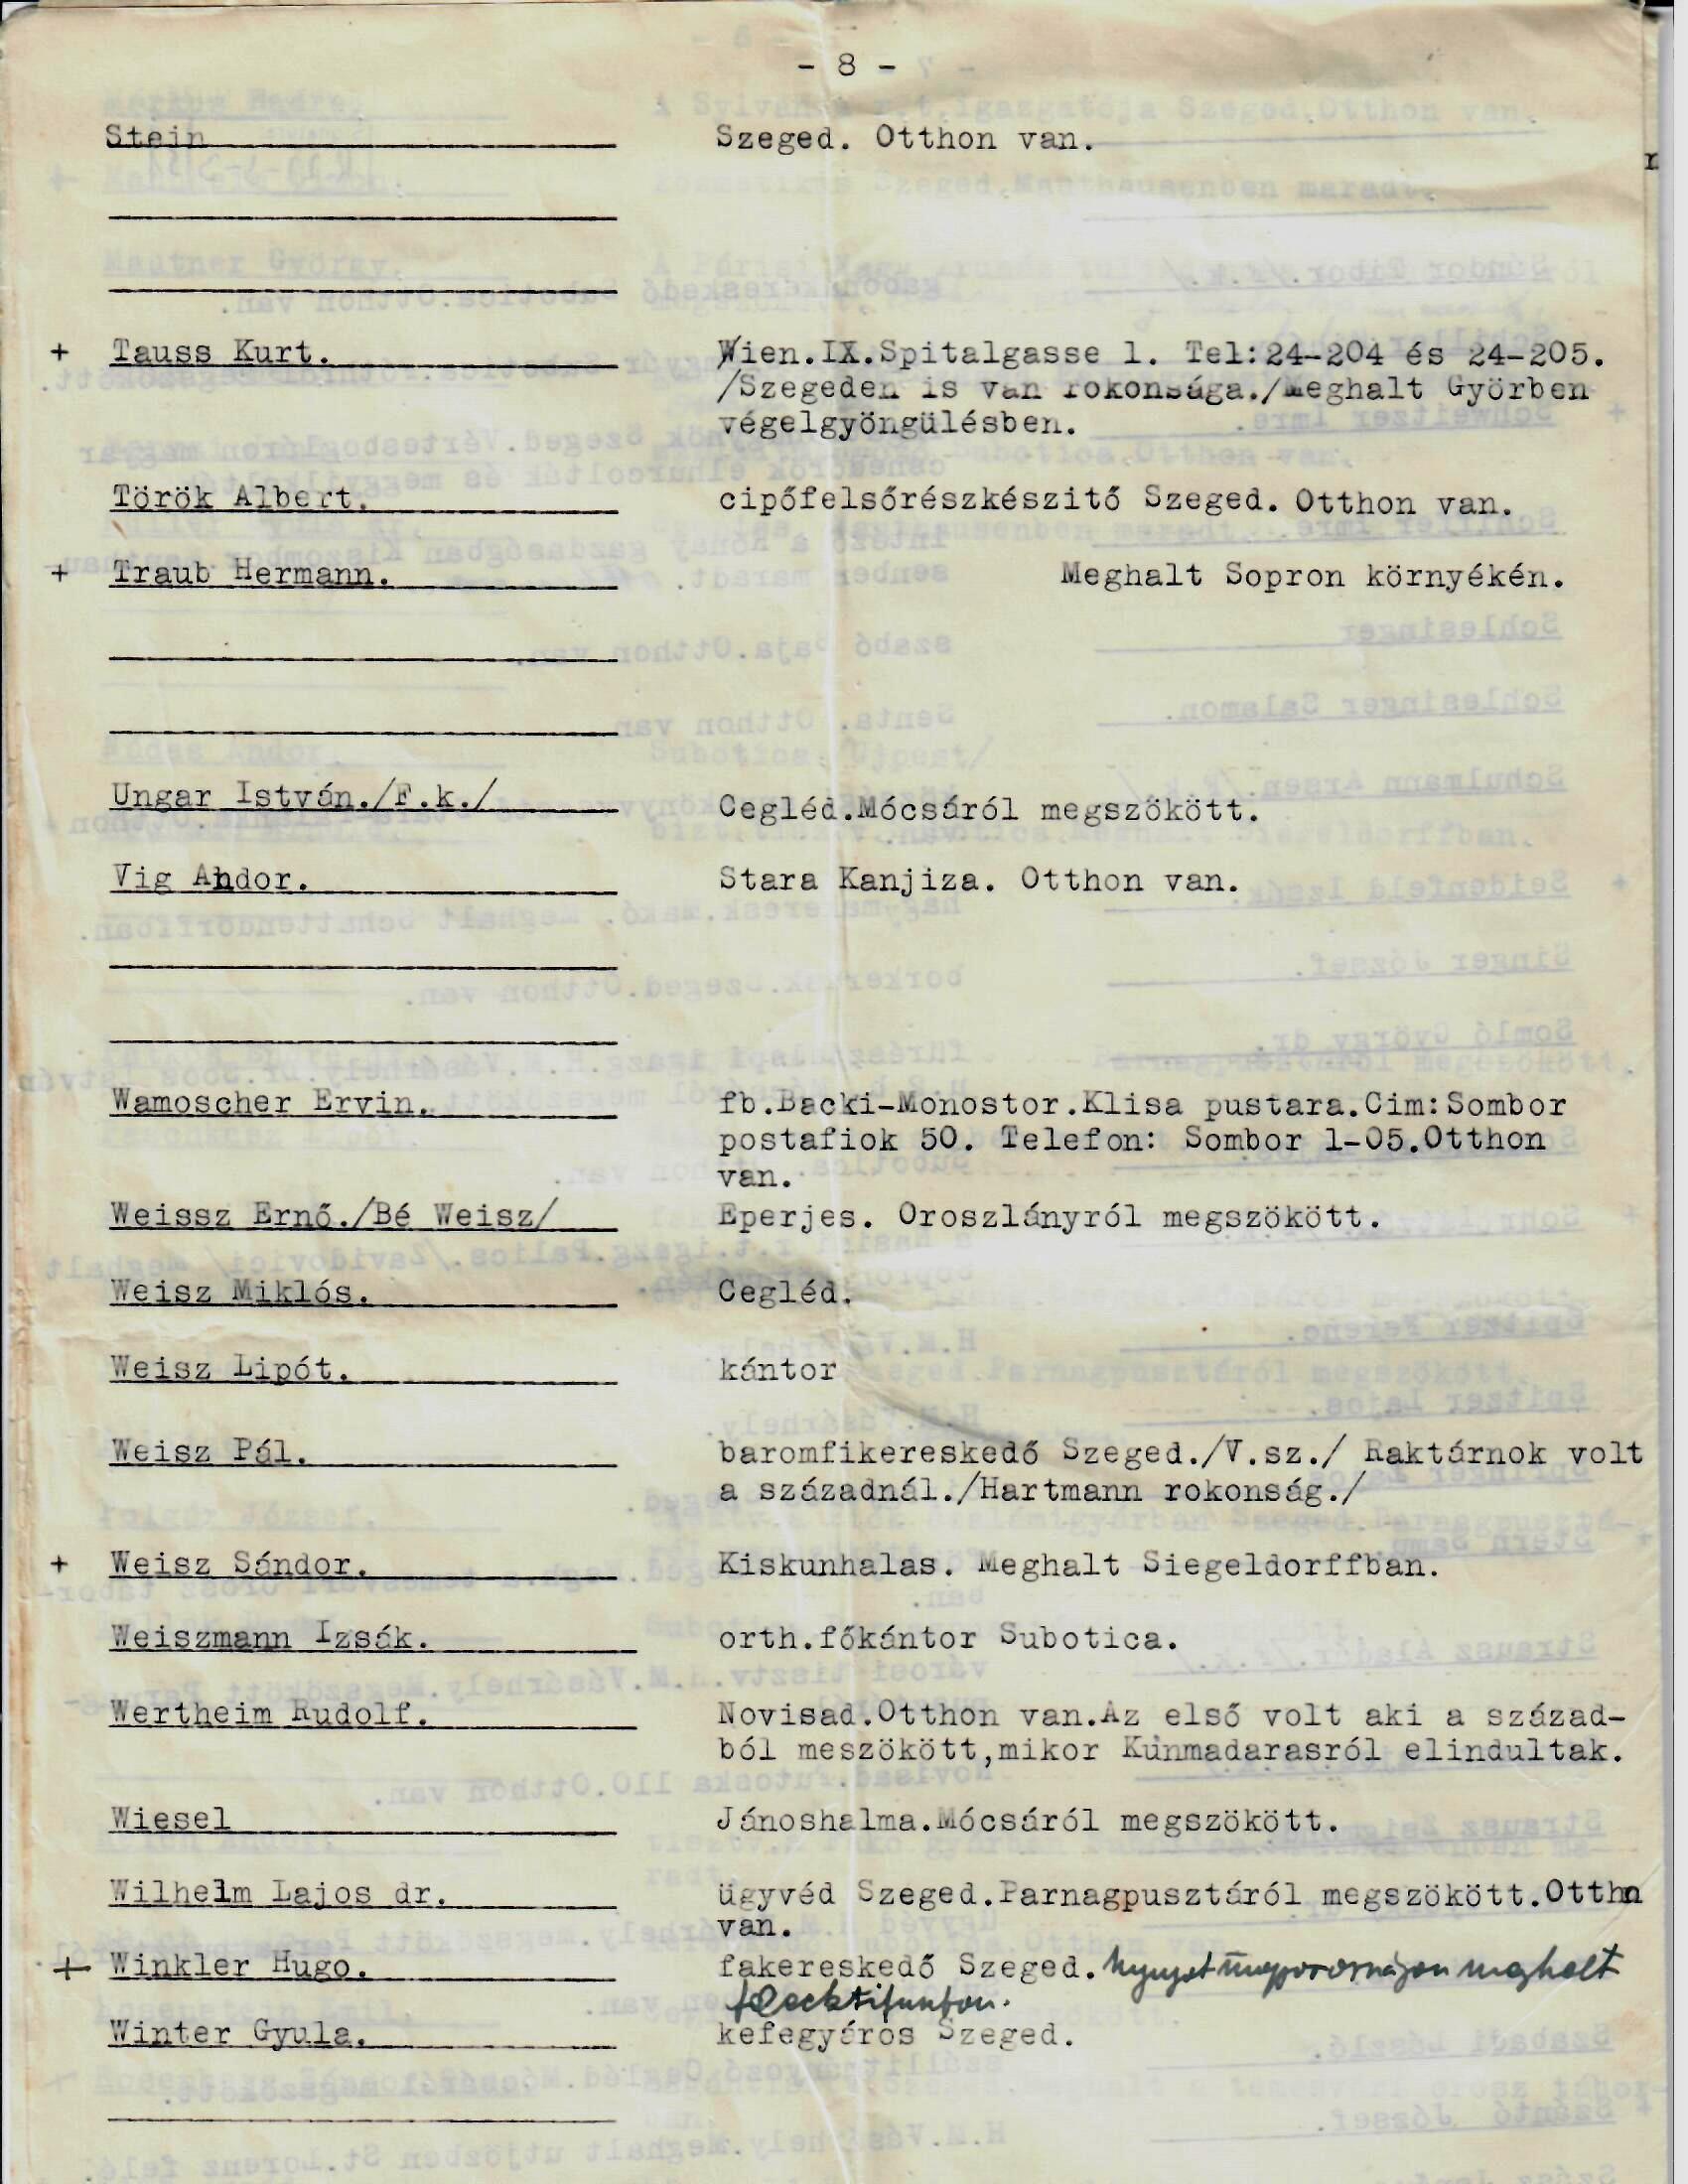 - 8 -
Stein Szeged. Otthon van.
+ Tauss Kurt. Wien.IX.Spitalgasse 1. Tel:24-204 és 24-205.
/Szegeden is van rokonsága./Meghalt Györben
végelgyöngülésben.
Török Albert. cipőfelsőrészkészitő Szeged. Otthon van.
+ Traub Hermann. Meghalt Sopron környékén.
Ungar István./F.k./ Cegléd.Mócsáról megszökött.
Vig Andor. Stara Kanjiza. Otthon van.
Wamoscher Ervin. fb.Backi-Monostor.Klisa pustara.Cim:Sombor
postafiok 50. Telefon: Sombor 1-05.Otthon
van.
Weissz Ernő./Bé Weisz/ Eperjes. Oroszlányról megszökött.
Weisz Miklós. Cegléd.
Weisz Lipót. kántor
Weisz Pál. baromfikereskedő Szeged./V.sz./ Raktárnok volt
a századnál./Hartmann rokonság./
+ Weisz Sándor. Kiskunhalas. Meghalt Siegeldorffban.
Weiszmann Izsák. orth.főkántor Subotica.
Wertheim Rudolf. Novisad.Otthon van.Az első volt aki a század-
ból meszökött,mikor Kunmadarasról elindultak.
Wiesel Jánoshalma.Mócsáról megszökött.
Wilhelm Lajos dr. ügyvéd Szeged.Parnagpusztáról megszökött.Otthn
van.
+ Winkler Hugo. fakereskedő Szeged. Nyugatmagyarországon meghalt
flecktifuszban.
Winter Gyula. kefegyáros Szeged.